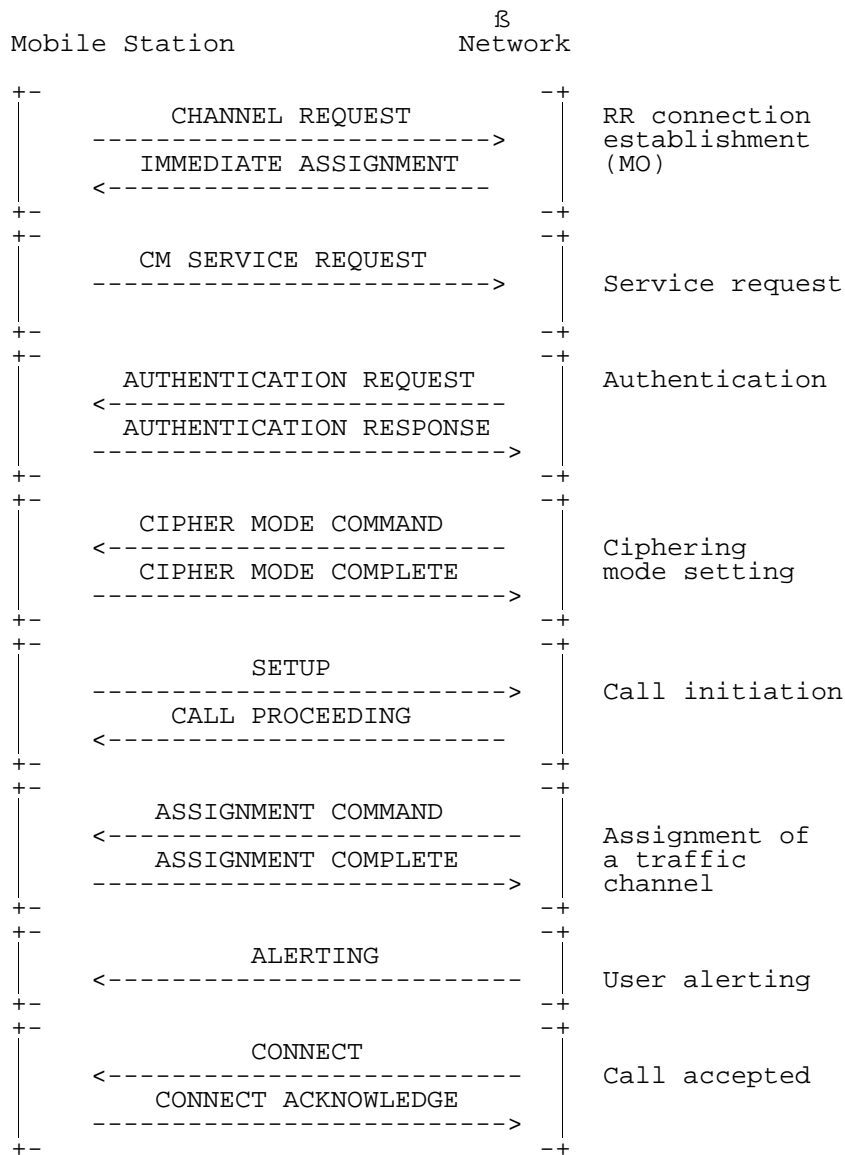 ß
Mobile Station Network
CHANNEL REQUEST RR connection
establishment
IMMEDIATE ASSIGNMENT (MO)
CM SERVICE REQUEST
Service request
AUTHENTICATION REQUEST Authentication
AUTHENTICATION RESPONSE
CIPHER MODE COMMAND
Ciphering
CIPHER MODE COMPLETE mode setting
SETUP
Call initiation
CALL PROCEEDING
ASSIGNMENT COMMAND
Assignment of
ASSIGNMENT COMPLETE a traffic
channel
ALERTING
User alerting
CONNECT
Call accepted
CONNECT ACKNOWLEDGE